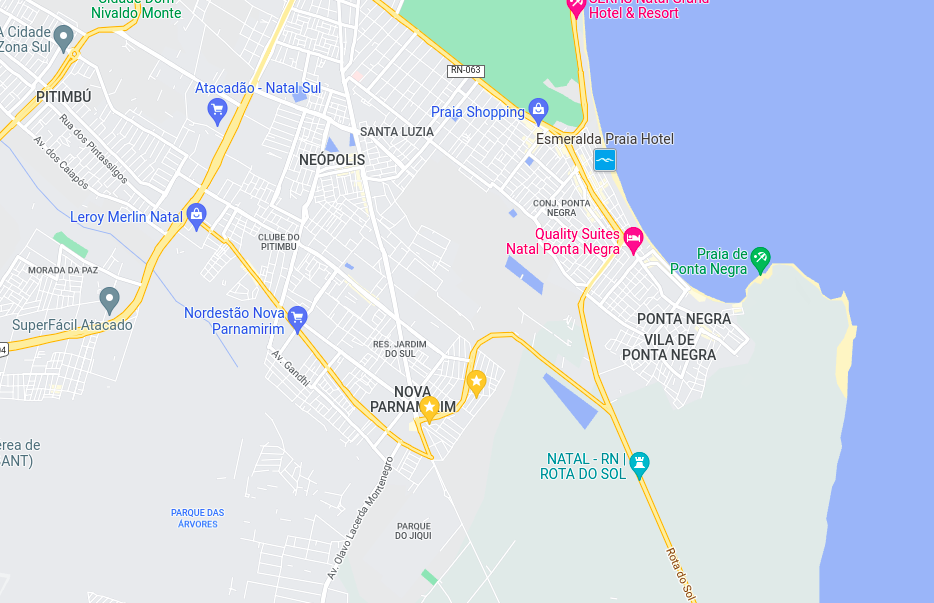 Cidade Dom
Nivaldo Monte
SERHS Natal Grand
Hotel & Resort
A Cidade
Zona Sul
RN-063
PITIMBÚ
Atacadão - Natal Sul
Praia Shopping
Rua dos Pintassilgos
Av. dos Caiapós
SANTA LUZIA
NEÓPOLIS
Esmeralda Praia Hotel
CONJ. PONTA
NEGRA
Leroy Merlin Natal
CLUBE DO
PITIMBU
Quality Suites
Natal Ponta Negra
Praia de
Ponta Negra
MORADA DA PAZ
SuperFácil Atacado
Nordestão Nova
Parnamirim
PONTA NEGRA
VILA DE
PONTA NEGRA
RES. JARDIM
DO SUL
04
Av. Gandhi
NOVA
PARNAMIRIM
erea de
ANT)
NATAL - RN |
ROTA DO SOL
Av. Olavo Lacerda Montenegro
PARQUE DAS
ÁRVORES
PARQUE
DO JIQUI
Rota do Sol